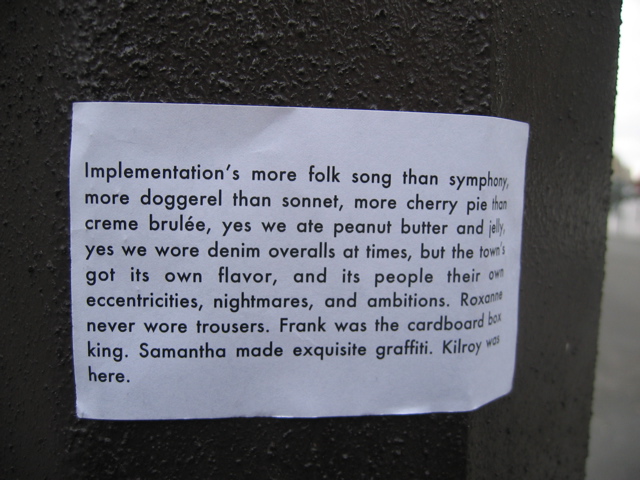 Implementation's more folk song than symphony,
more doggerel than sonnet, more cherry pie than
creme brulée, yes we ate peanut butter and jelly,
yes we wore denim overalls at times, but the town's
got its own flavor, and its people their own
eccentricities, nightmares, and ambitions. Roxanne
never wore trousers. Frank was the cardboard box
king. Samantha made exquisite graffiti. Kilroy was
here.